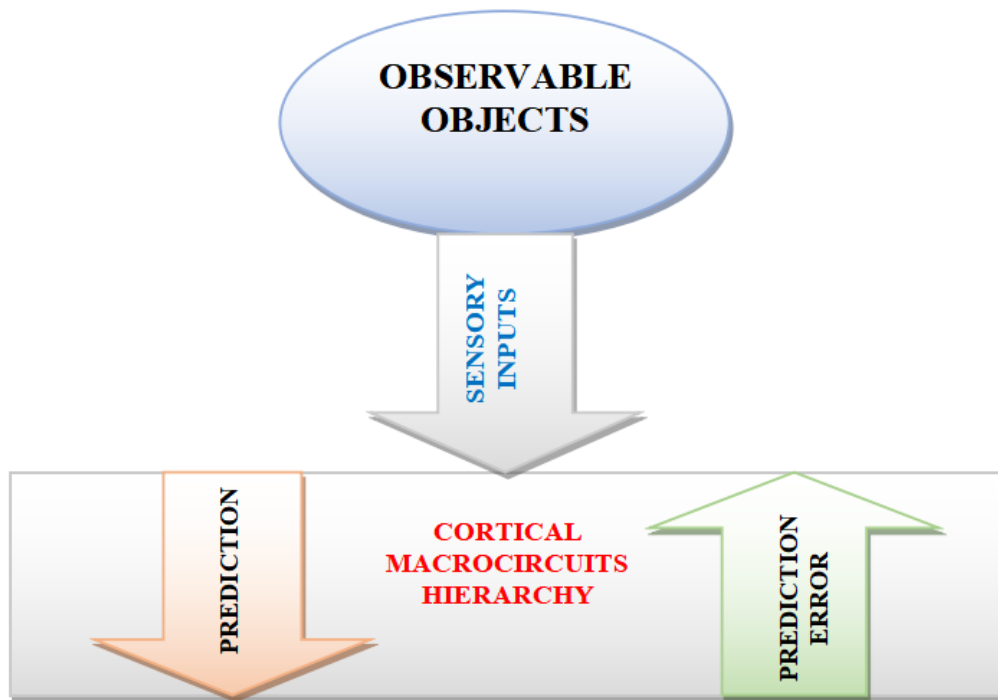 OBSERVABLE
OBJECTS
SENSORY
INPUTS
PREDICTION
CORTICAL
MACROCIRCUITS
HIERARCHY
PREDICTION
ERROR